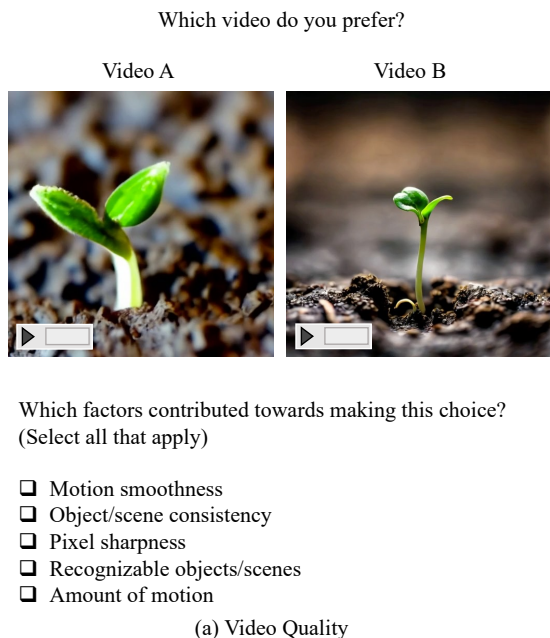 Which video do you prefer?
Video A
Video B
Which factors contributed towards making this choice?
(Select all that apply)
❑ Motion smoothness
❑ Object/scene consistency
❑ Pixel sharpness
❑ Recognizable objects/scenes
❑ Amount of motion
(a) Video Quality